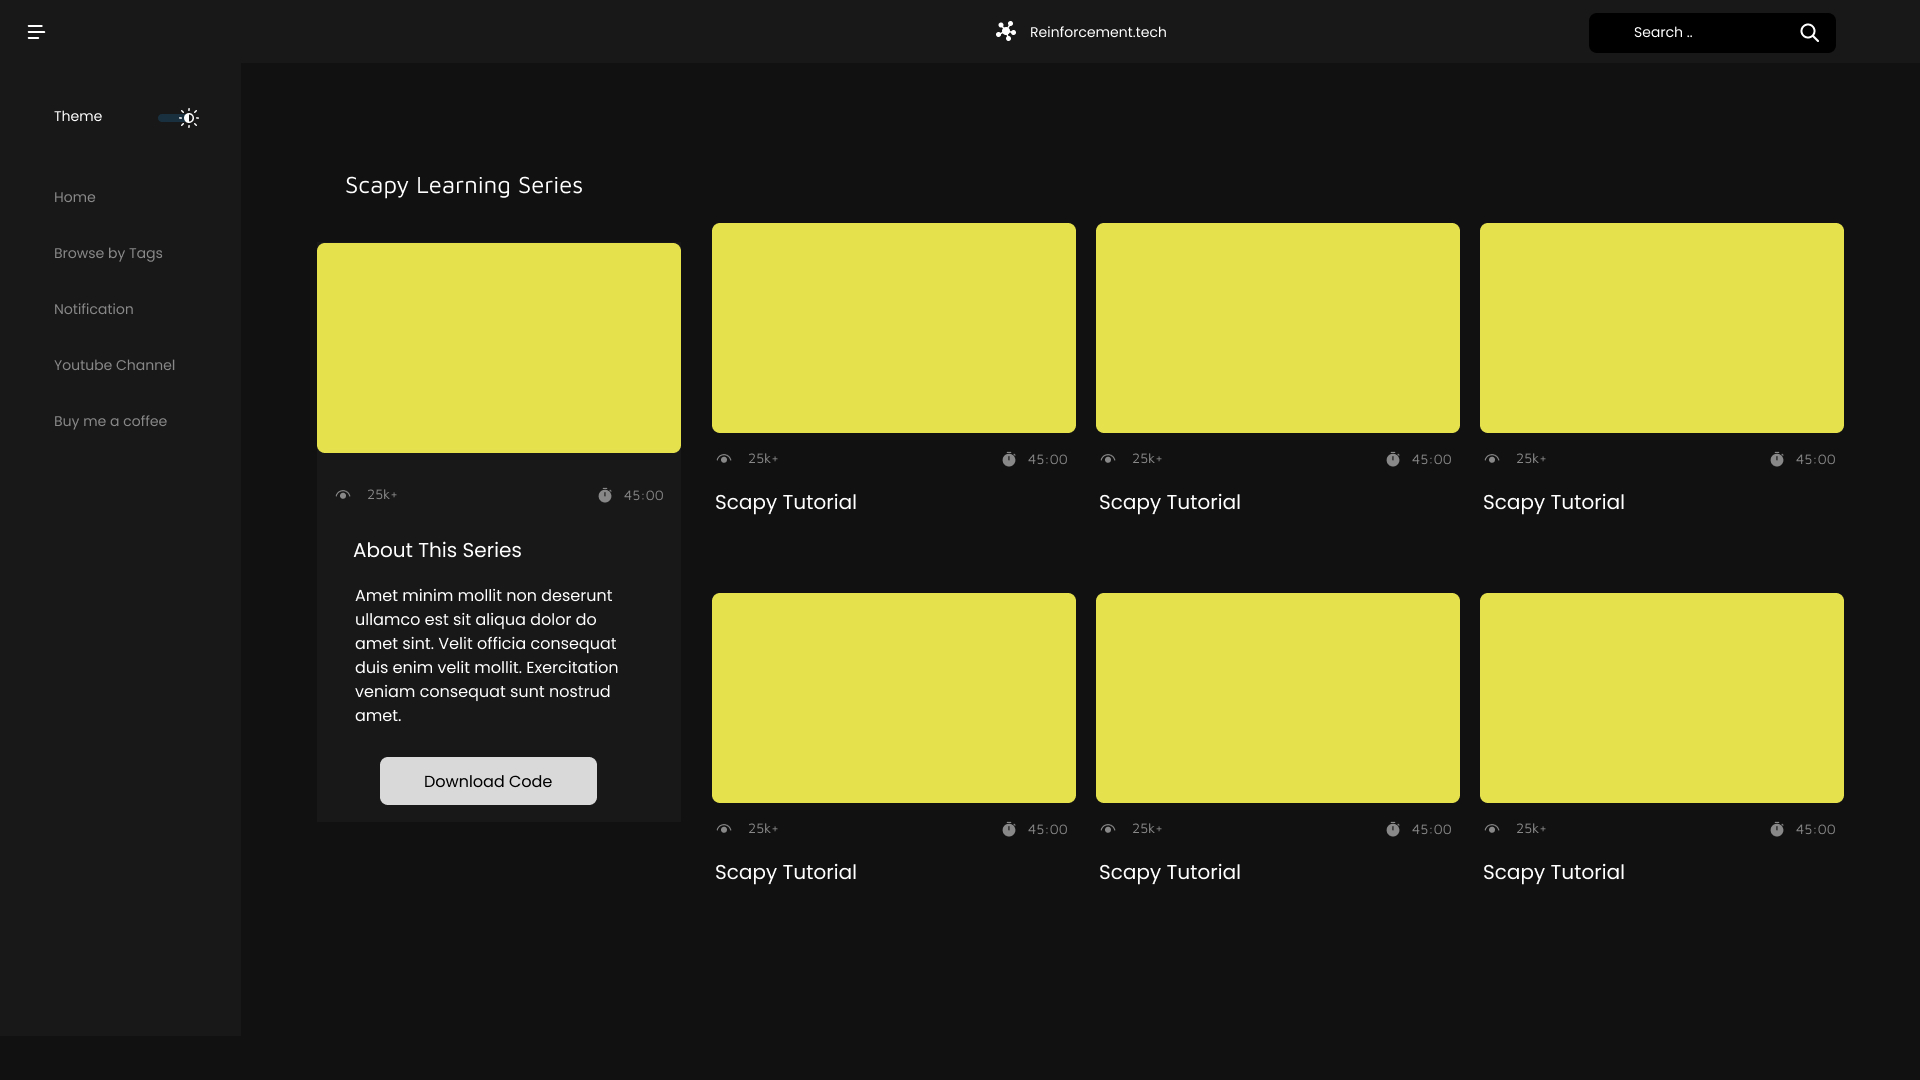 Reinforcement.tech
Search ..
Theme
Home
Browse by Tags
Notification
Youtube Channel
Buy me a coffee
Scapy Learning Series
25k+
45:00
About This Series
Amet minim mollit non deserunt
ullamco est sit aliqua dolor do
amet sint. Velit officia consequat
duis enim velit mollit. Exercitation
veniam consequat sunt nostrud
amet.
Download Code
25k+
45:00
Scapy Tutorial
25k+
45:00
Scapy Tutorial
25k+
45:00
Scapy Tutorial
25k+
45:00
Scapy Tutorial
25k+
45:00
Scapy Tutorial
25k+
45:00
Scapy Tutorial